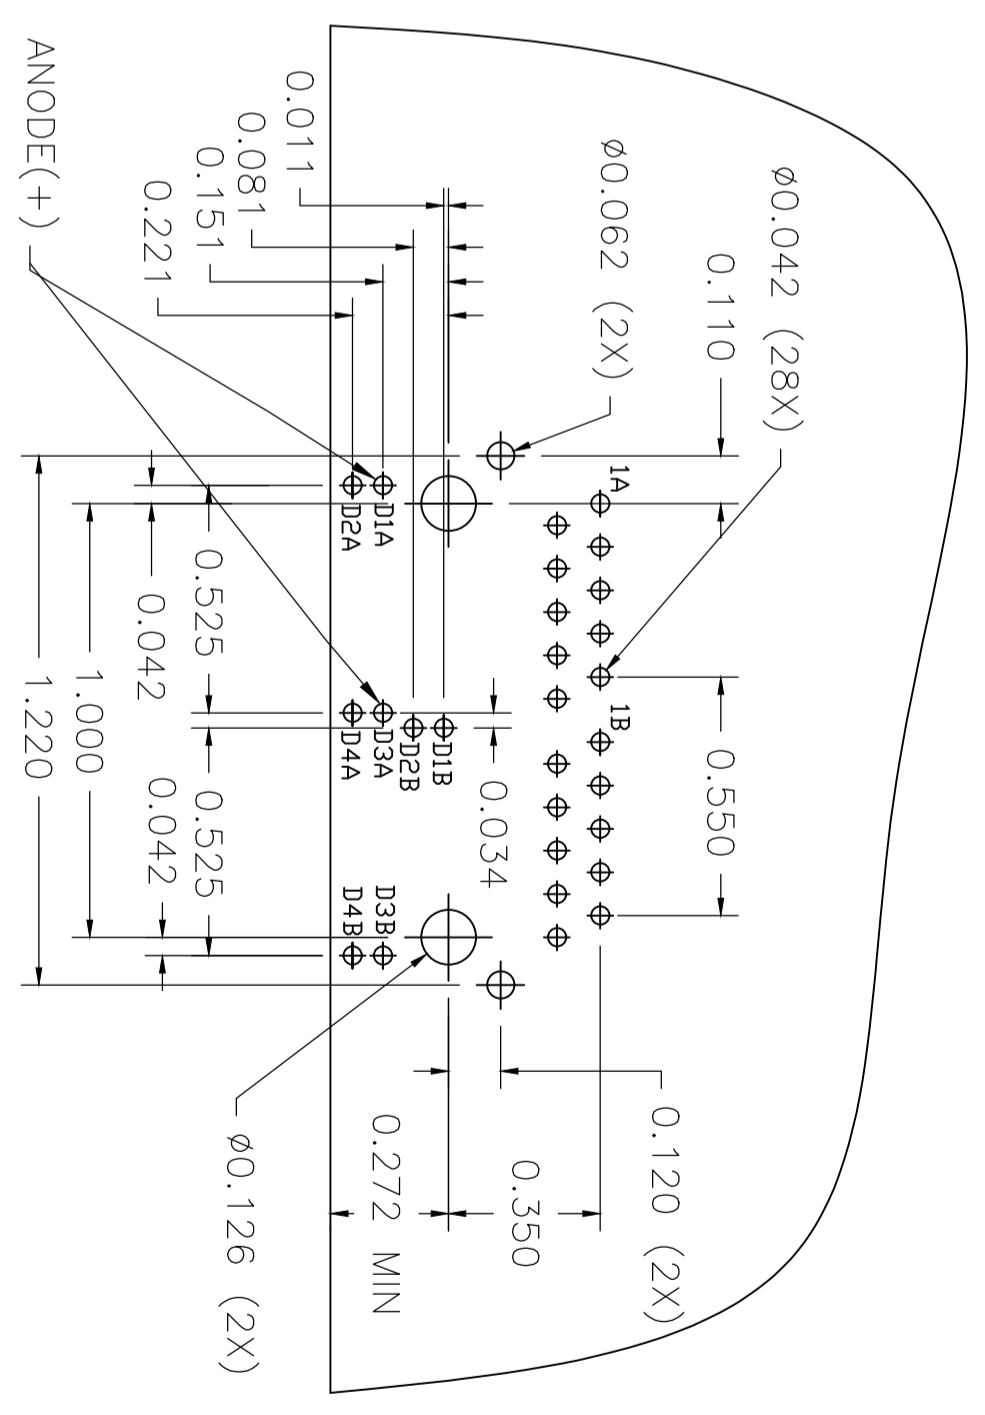 ANODE(+)
0.011
0.081
0.151
0.221
Ø0.062 (2X)
Ø0.042 (28X)
0.110
1A
1B
0.550
D1A
D2A
D1B
D2B
D3A
D4A
D3B
D4B
0.034
0.525
0.042
0.525
0.042
1.000
1.220
0.120 (2X)
0.350
0.272 MIN
Ø0.126 (2X)